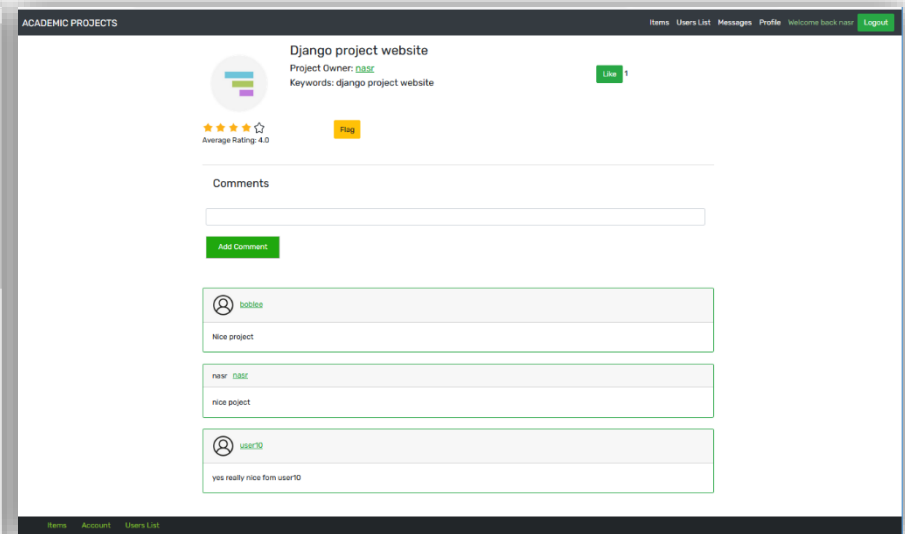 ACADEMIC PROJECTS Items Users List Messages Profile Welcome back nasr Logout
Django project website
Project Owner: nasr
Keywords: django project website
Like 1
Flag
Average Rating: 4.0
Comments
Add Comment
boblee
Nice project
nasr nasr
nice poject
user10
yes really nice fom user10
Items Account Users List